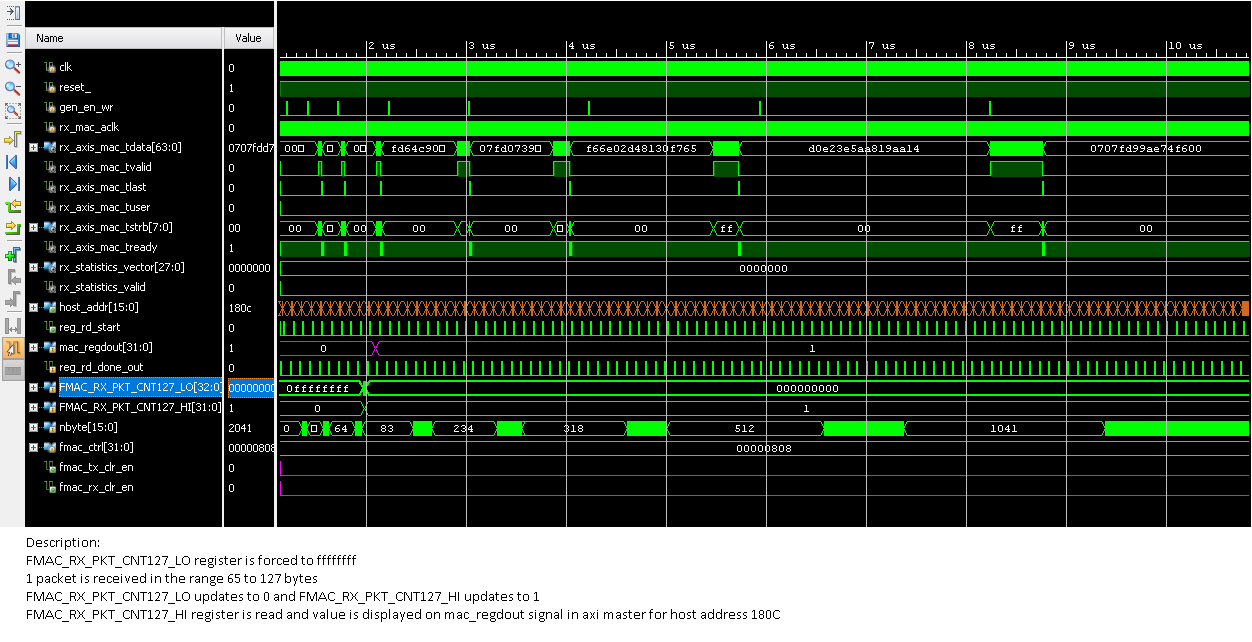 Name Value
2 us 3 us 4 us 5 us 6 us 7 us 8 us 9 us 10 us
clk 0
reset_ 1
gen_en_wr 0
rx_mac_aclk 0
rx_axis_mac_tdata[63:0] 0707fdd7 00 00 fd64c90 07fd0739 f66e02d48130f765 d0e23e5aa819aa14 0707fd99ae74f600
rx_axis_mac_tvalid 0
rx_axis_mac_tlast 0
rx_axis_mac_tuser 0
rx_axis_mac_tstrb[7:0] 00 00 00 00 00 00 ff 00 ff 00
rx_axis_mac_tready 1
rx_statistics_vector[27:0] 0000000 0000000
rx_statistics_valid 0
host_addr[15:0] 180c
reg_rd_start 0
mac_regdout[31:0] 1 0 1
reg_rd_done_out 0
FMAC_RX_PKT_CNT127_LO[32:0] 00000000 0ffffffff 000000000
FMAC_RX_PKT_CNT127_HI[31:0] 1 0 1
nbyte[15:0] 2041 0 64 83 234 318 512 1041
fmac_ctrl[31:0] 00000808 00000808
fmac_tx_clr_en 0
fmac_rx_clr_en 0
Description:
FMAC_RX_PKT_CNT127_LO register is forced to ffffffff
1 packet is received in the range 65 to 127 bytes
FMAC_RX_PKT_CNT127_LO updates to 0 and FMAC_RX_PKT_CNT127_HI updates to 1
FMAC_RX_PKT_CNT127_HI register is read and value is displayed on mac_regdout signal in axi master for host address 180C